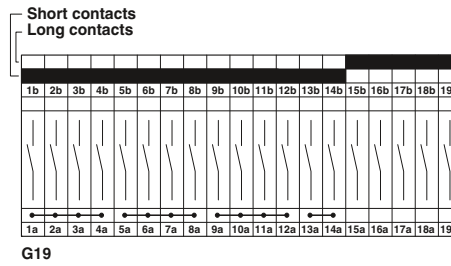 Short contacts
Long contacts
1b 2b 3b 4b 5b 6b 7b 8b 9b 10b 11b 12b 13b 14b 15b 16b 17b 18b 19
1a 2a 3a 4a 5a 6a 7a 8a 9a 10a 11a 12a 13a 14a 15a 16a 17a 18a 19
G19